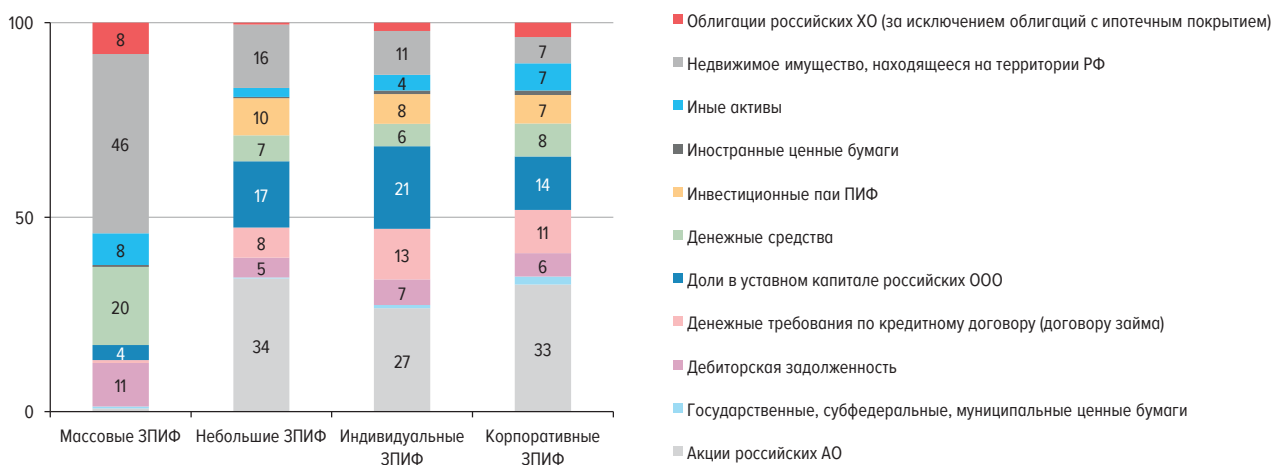 100
50
0
8
46
8
20
4
11
16
10
7
17
8
5
34
11
4
8
6
21
13
7
27
7
7
7
8
14
11
6
33
Массовые ЗПИФ
Небольшие ЗПИФ
Индивидуальные
ЗПИФ
Корпоративные
ЗПИФ
Облигации российских ХО (за исключением облигаций с ипотечным покрытием)
Недвижимое имущество, находящееся на территории РФ
Иные активы
Иностранные ценные бумаги
Инвестиционные паи ПИФ
Денежные средства
Доли в уставном капитале российских ООО
Денежные требования по кредитному договору (договору займа)
Дебиторская задолженность
Государственные, субфедеральные, муниципальные ценные бумаги
Акции российских АО